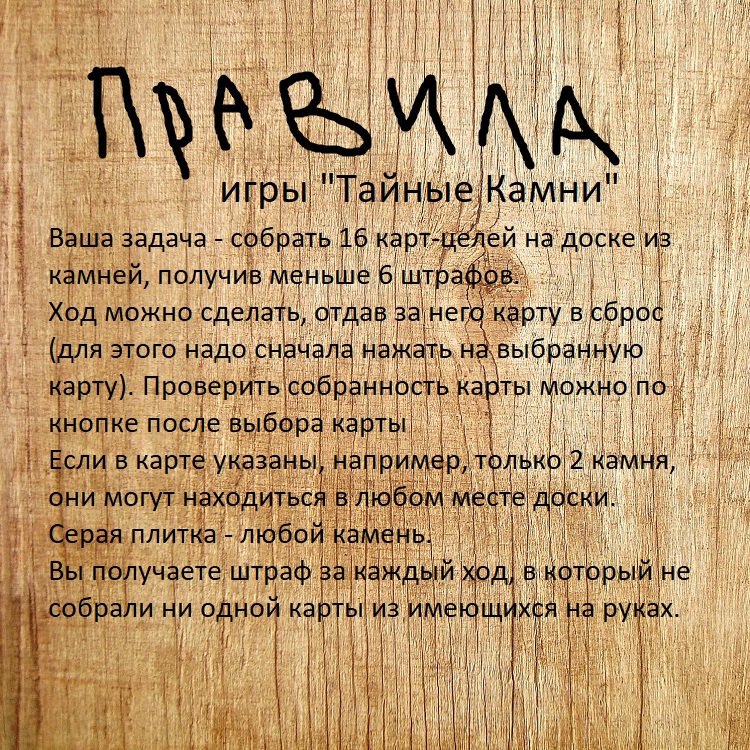 ПРАВИЛА
игры "Тайные Камни"
Ваша задача - собрать 16 карт-целей на доске из
камней, получив меньше 6 штрафов.
Ход можно сделать, отдав за него карту в сброс
(для этого надо сначала нажать на выбранную
карту). Проверить собранность карты можно по
кнопке после выбора карты
Если в карте указаны, например, только 2 камня,
они могут находиться в любом месте доски.
Серая плитка - любой камень.
Вы получаете штраф за каждый ход, в который не
собрали ни одной карты из имеющихся на руках.